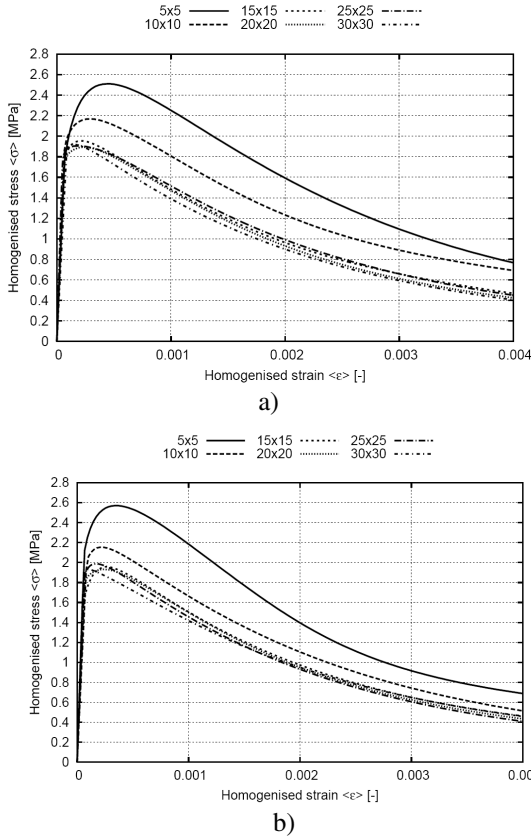 5x5 15x15 25x25
10x10 20x20 30x30
2.8
2.6
2.4
2.2
2
1.8
1.6
1.4
1.2
1
0.8
0.6
0.4
0.2
0
Homogenised stress <σ> [MPa]
0 0.001 0.002 0.003 0.004
Homogenised strain <ε> [-]
a)
5x5 15x15 25x25
10x10 20x20 30x30
2.8
2.6
2.4
2.2
2
1.8
1.6
1.4
1.2
1
0.8
0.6
0.4
0.2
0
Homogenised stress <σ> [MPa]
0 0.001 0.002 0.003 0.00
Homogenised strain <ε> [-]
b)